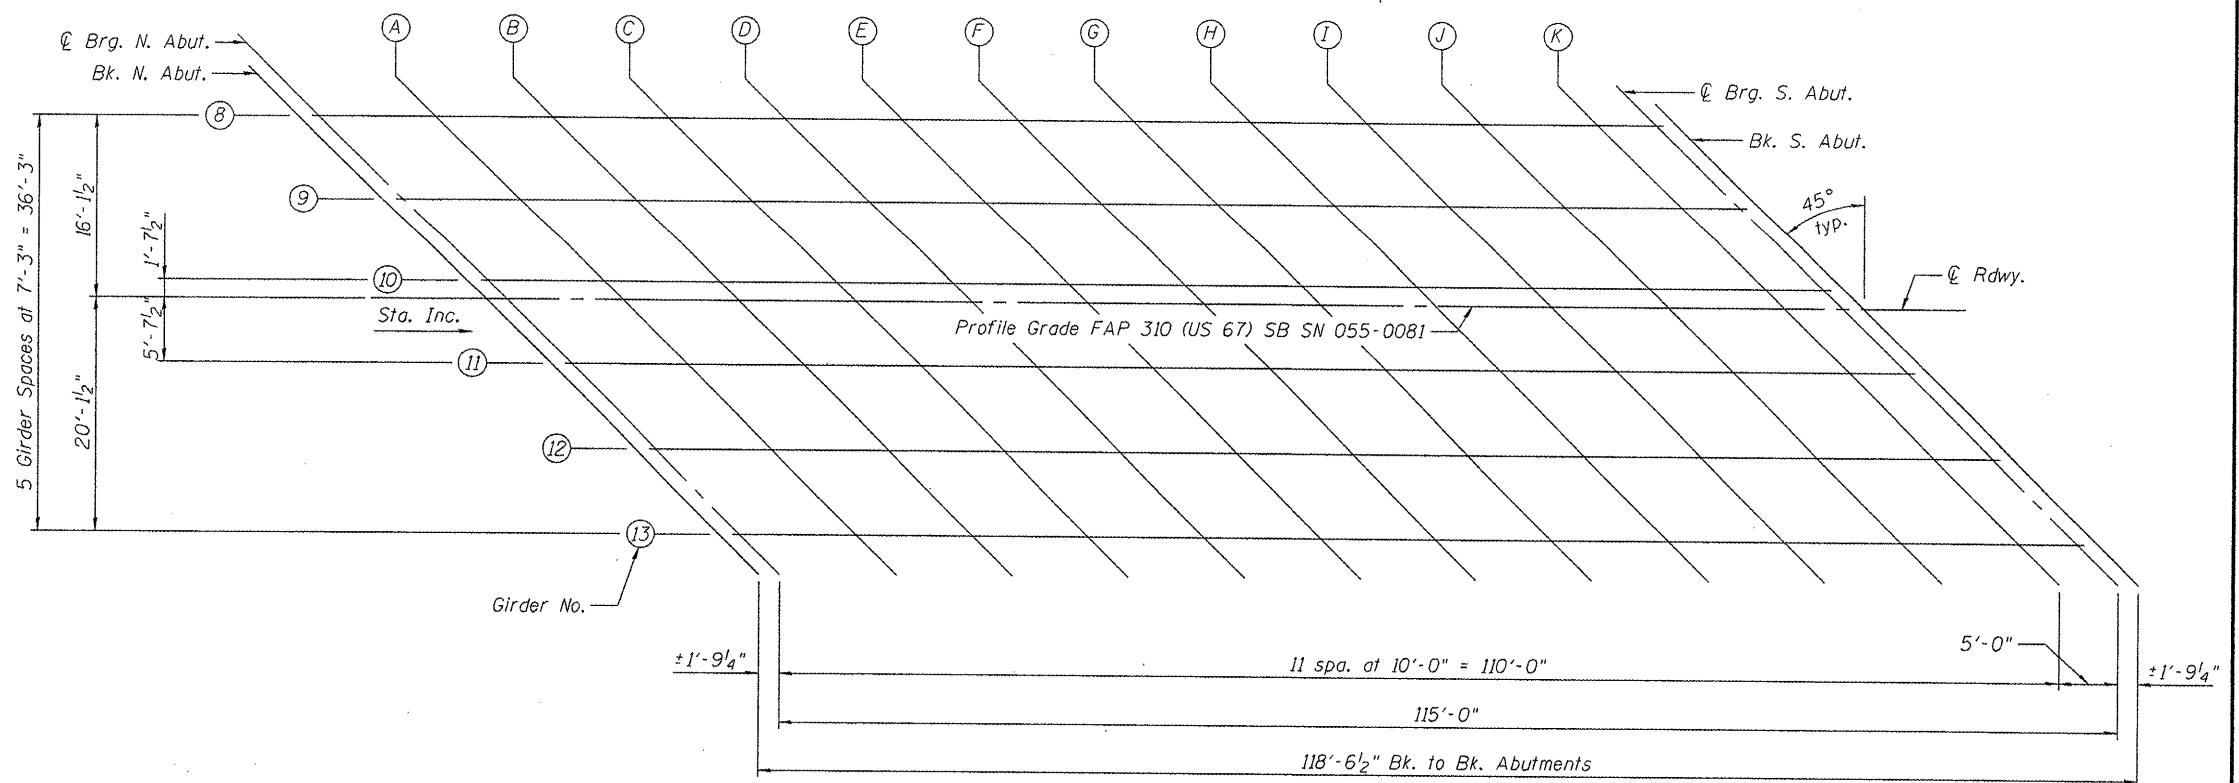 A B C D E F G H I J K
℄ Brg. N. Abut.
Bk. N. Abut.
℄ Brg. S. Abut.
Bk. S. Abut.
8
9
10
11
12
13
5 Girder Spaces at 7'-3" = 36'-3"
16'-1½"
20'-1½"
1'-7½"
5'-7½"
45°
typ.
℄ Rdwy.
Sta. Inc.
Profile Grade FAP 310 (US 67) SB SN 055-0081
Girder No.
±1'-9¼"
11 spa. at 10'-0" = 110'-0"
5'-0"
±1'-9¼"
115'-0"
118'-6½" Bk. to Bk. Abutments